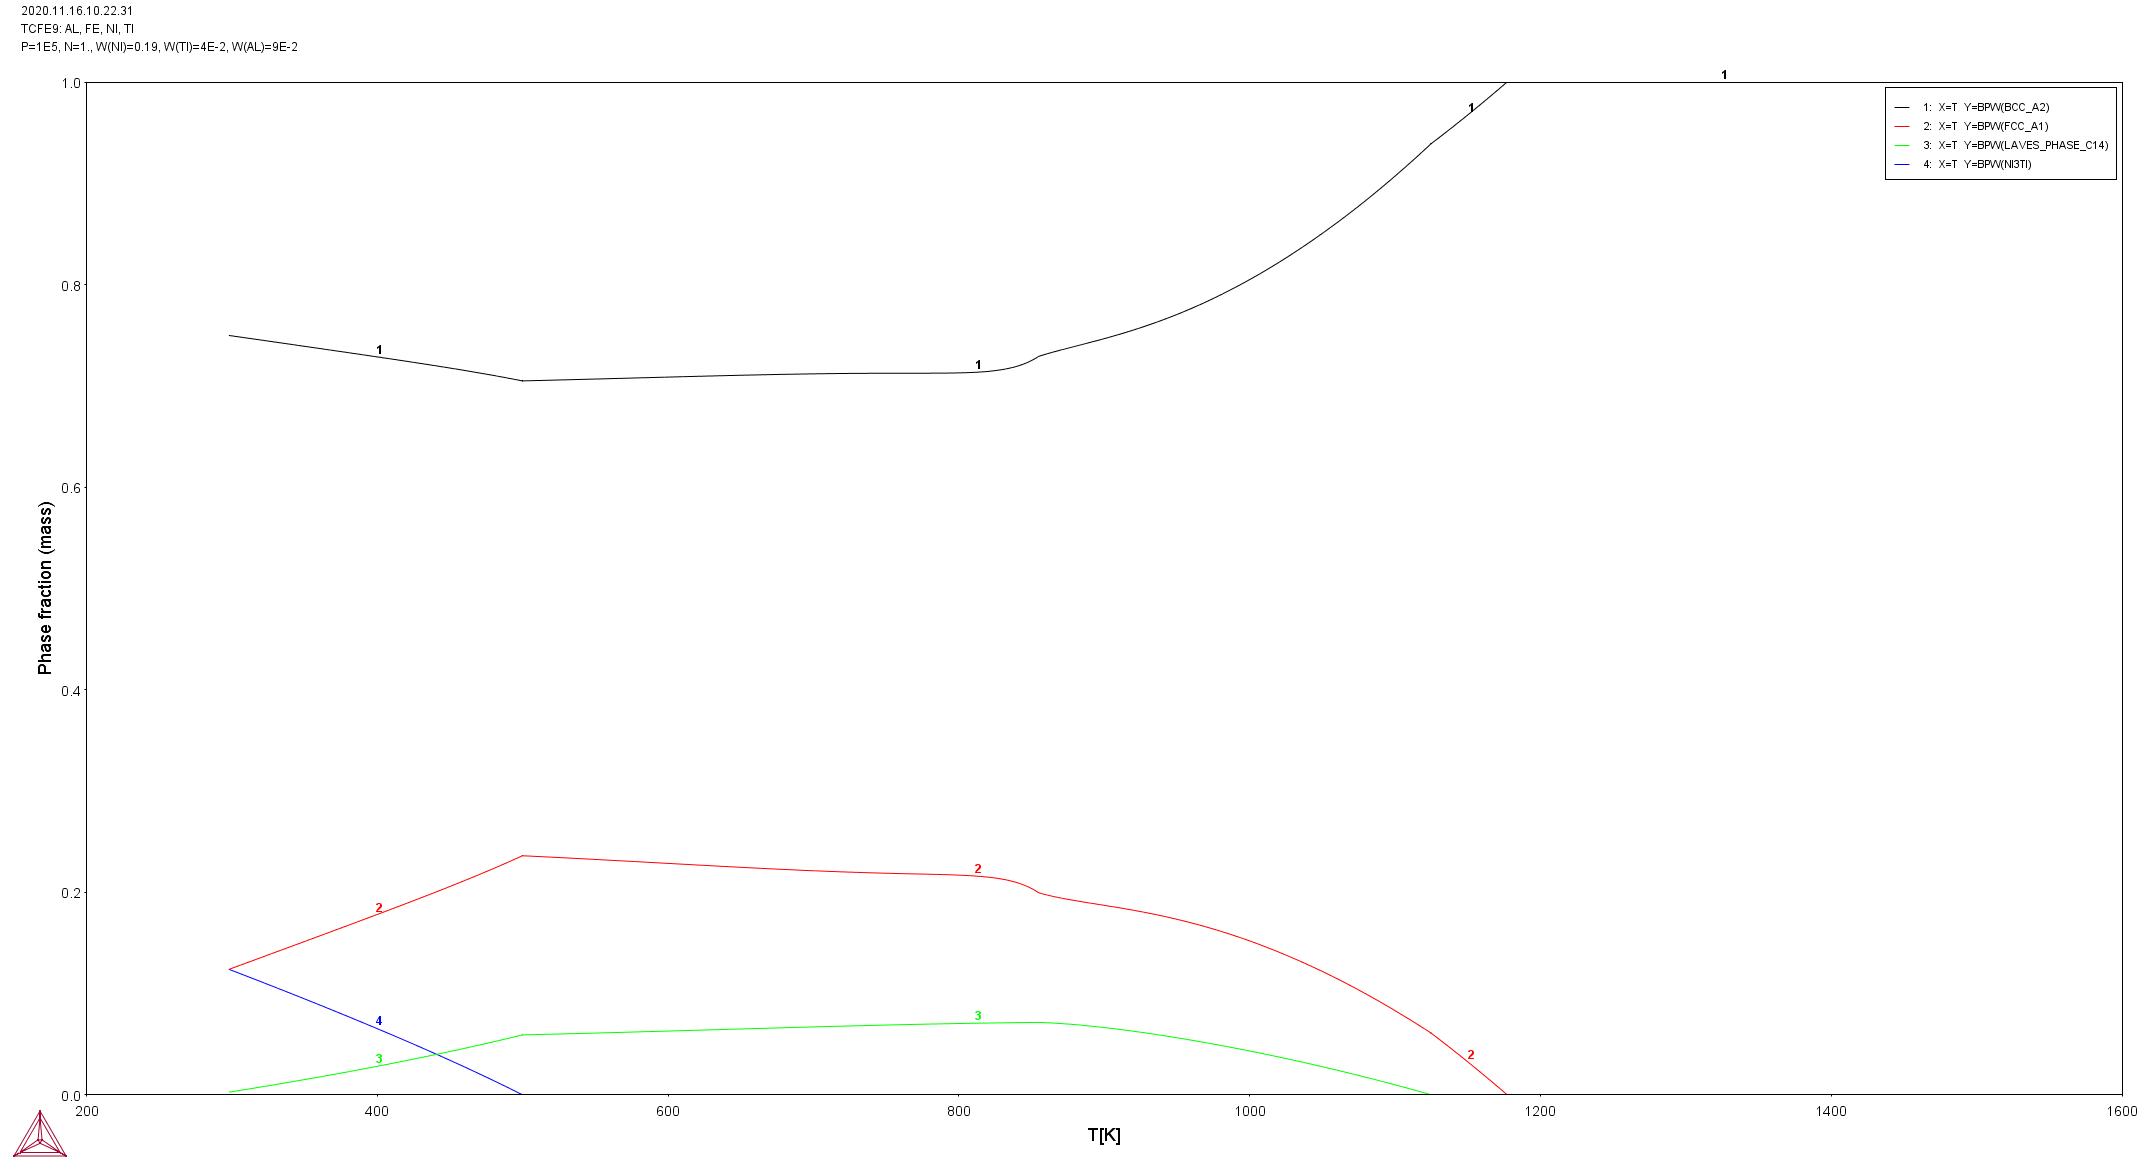 2020.11.16.10.22.31
TCFE9: AL, FE, NI, TI
P=1E5, N=1., W(NI)=0.19, W(TI)=4E-2, W(AL)=9E-2
1
1.0
1
1: X=T Y=BPW(BCC_A2)
2: X=T Y=BPW(FCC_A1)
3: X=T Y=BPW(LAVES_PHASE_C14)
4: X=T Y=BPW(NI3TI)
0.8
1
1
0.6
Phase fraction (mass)
0.4
2
0.2
2
3
4
3
2
0.0
200 400 600 800 1000 1200 1400 1600
T[K]